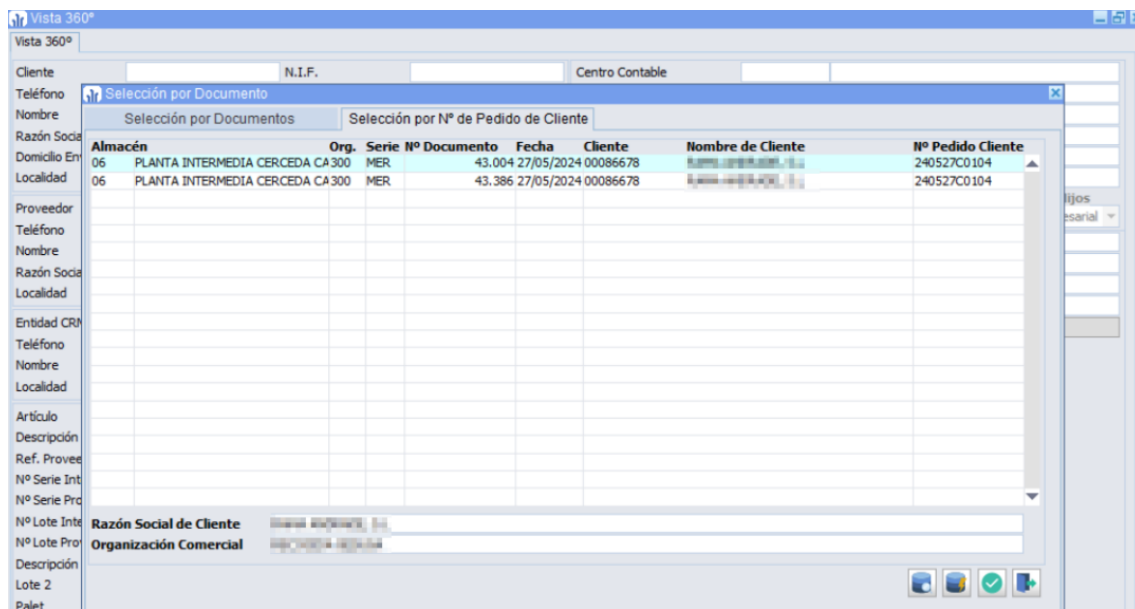 Vista 360º
Vista 360º
Cliente N.I.F. Centro Contable
Teléfono
Selección por Documento
Nombre
Selección por Documentos Selección por Nº de Pedido de Cliente
Razón Socia
Almacén Org. Serie Nº Documento Fecha Cliente Nombre de Cliente Nº Pedido Cliente
Domicilio En
06 PLANTA INTERMEDIA CERCEDA CA 300 MER 43.004 27/05/2024 00086678 240527C0104
Localidad
06 PLANTA INTERMEDIA CERCEDA CA 300 MER 43.386 27/05/2024 00086678 240527C0104
Proveedor
lijos
Teléfono
esarial
Nombre
Razón Socia
Localidad
Entidad CRM
Teléfono
Nombre
Localidad
Artículo
Descripción
Ref. Provee
Nº Serie Int
Nº Serie Pro
Nº Lote Inte
Razón Social de Cliente
Nº Lote Pro
Organización Comercial
Descripción
Lote 2
Palet